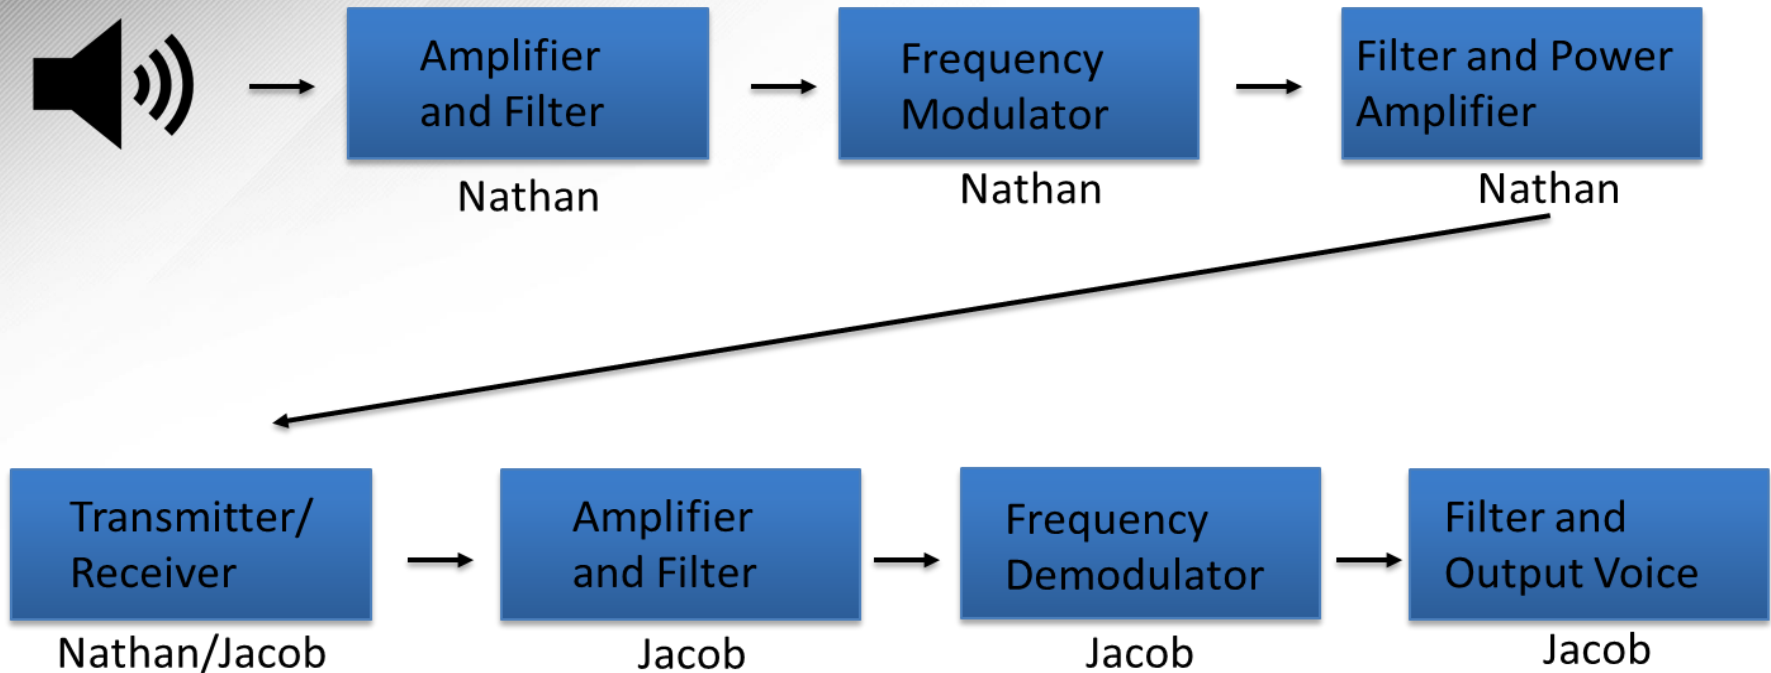 Amplifier
and Filter
Nathan
Frequency
Modulator
Nathan
Filter and Power
Amplifier
Nathan
Transmitter/
Receiver
Nathan/Jacob
Amplifier
and Filter
Jacob
Frequency
Demodulator
Jacob
Filter and
Output Voice
Jacob